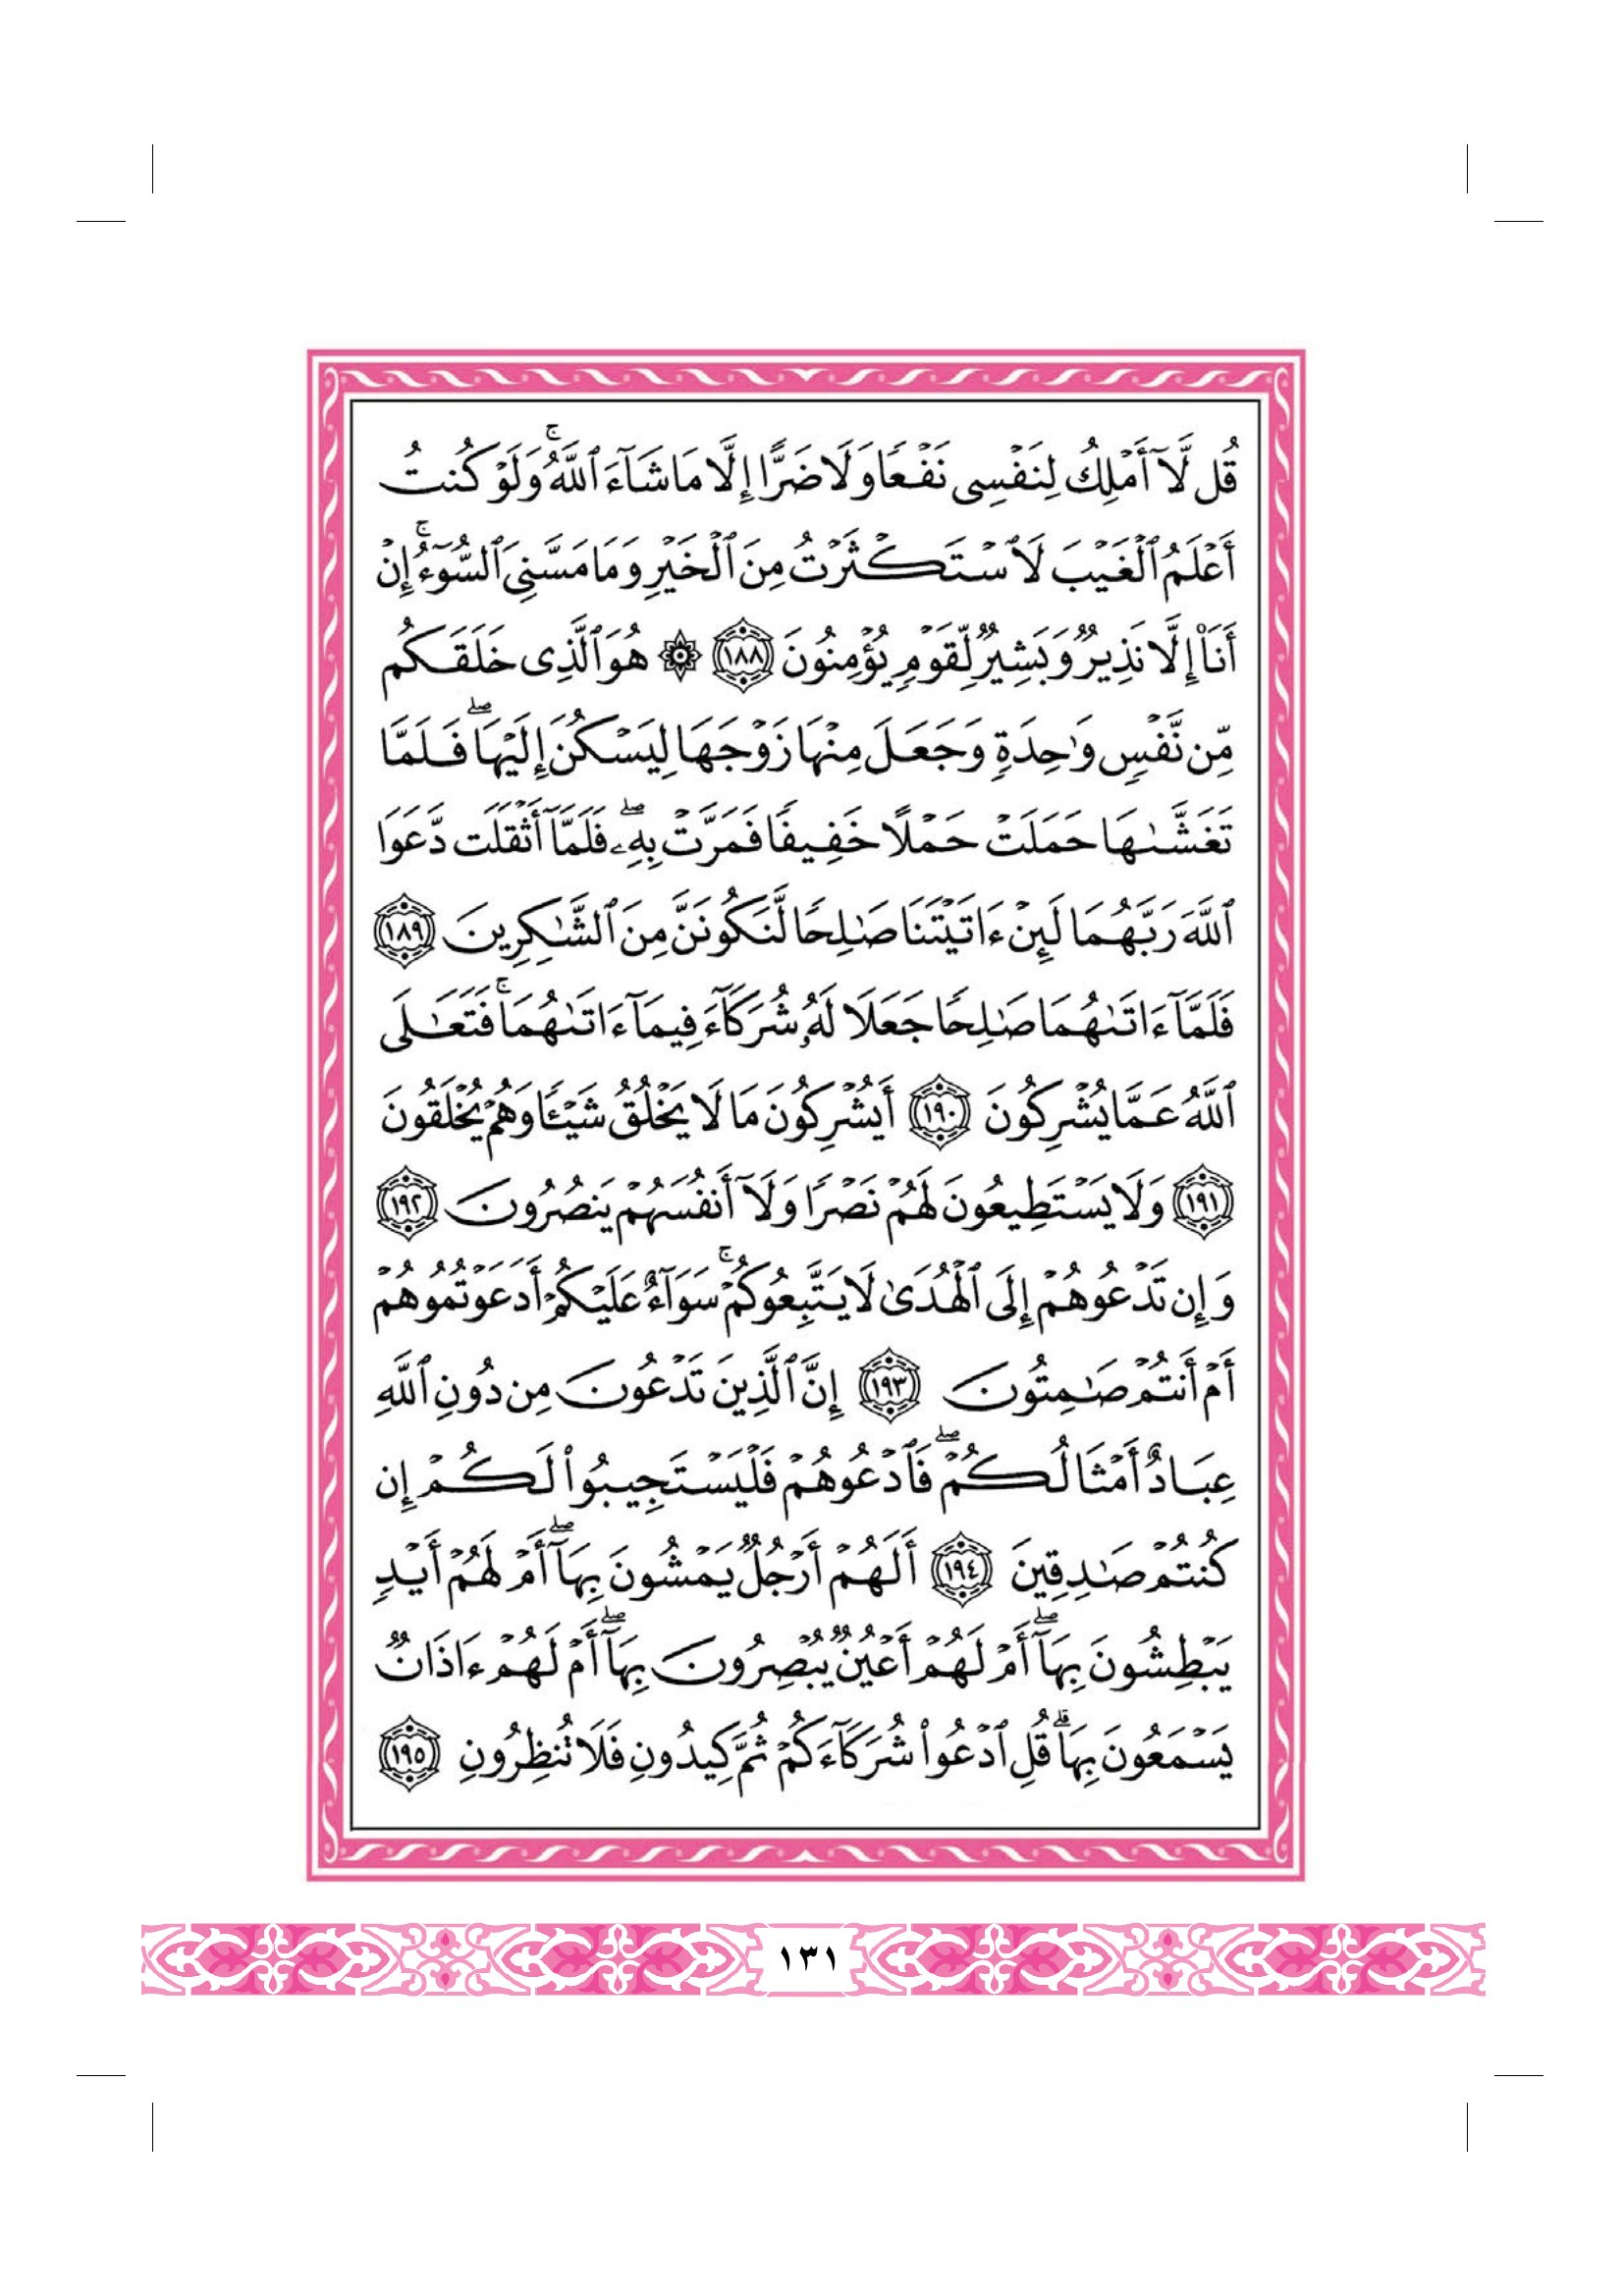 قُل لَّآ أَمْلِكُ لِنَفْسِى نَفْعًا وَلَا ضَرًّا إِلَّا مَا شَآءَ ٱللَّهُ ۚ وَلَوْ كُنتُ
أَعْلَمُ ٱلْغَيْبَ لَٱسْتَكْثَرْتُ مِنَ ٱلْخَيْرِ وَمَا مَسَّنِىَ ٱلسُّوٓءُ ۚ إِنْ
أَنَا۠ إِلَّا نَذِيرٌ وَبَشِيرٌ لِّقَوْمٍ يُؤْمِنُونَ ١٨٨ ۞ هُوَ ٱلَّذِى خَلَقَكُم
مِّن نَّفْسٍ وَٰحِدَةٍ وَجَعَلَ مِنْهَا زَوْجَهَا لِيَسْكُنَ إِلَيْهَا ۖ فَلَمَّا
تَغَشَّىٰهَا حَمَلَتْ حَمْلًا خَفِيفًا فَمَرَّتْ بِهِۦ ۖ فَلَمَّآ أَثْقَلَت دَّعَوَا
ٱللَّهَ رَبَّهُمَا لَئِنْ ءَاتَيْتَنَا صَٰلِحًا لَّنَكُونَنَّ مِنَ ٱلشَّٰكِرِينَ ١٨٩
فَلَمَّآ ءَاتَىٰهُمَا صَٰلِحًا جَعَلَا لَهُۥ شُرَكَآءَ فِيمَآ ءَاتَىٰهُمَا ۚ فَتَعَٰلَى
ٱللَّهُ عَمَّا يُشْرِكُونَ ١٩٠ أَيُشْرِكُونَ مَا لَا يَخْلُقُ شَيْـًٔا وَهُمْ يُخْلَقُونَ
١٩١ وَلَا يَسْتَطِيعُونَ لَهُمْ نَصْرًا وَلَآ أَنفُسَهُمْ يَنصُرُونَ ١٩٢
وَإِن تَدْعُوهُمْ إِلَى ٱلْهُدَىٰ لَا يَتَّبِعُوكُمْ ۚ سَوَآءٌ عَلَيْكُمْ أَدَعَوْتُمُوهُمْ
أَمْ أَنتُمْ صَٰمِتُونَ ١٩٣ إِنَّ ٱلَّذِينَ تَدْعُونَ مِن دُونِ ٱللَّهِ
عِبَادٌ أَمْثَالُكُمْ ۖ فَٱدْعُوهُمْ فَلْيَسْتَجِيبُوا۟ لَكُمْ إِن
كُنتُمْ صَٰدِقِينَ ١٩٤ أَلَهُمْ أَرْجُلٌ يَمْشُونَ بِهَآ ۖ أَمْ لَهُمْ أَيْدٍ
يَبْطِشُونَ بِهَآ ۖ أَمْ لَهُمْ أَعْيُنٌ يُبْصِرُونَ بِهَآ ۖ أَمْ لَهُمْ ءَاذَانٌ
يَسْمَعُونَ بِهَا ۗ قُلِ ٱدْعُوا۟ شُرَكَآءَكُمْ ثُمَّ كِيدُونِ فَلَا تُنظِرُونِ ١٩٥
١٣١